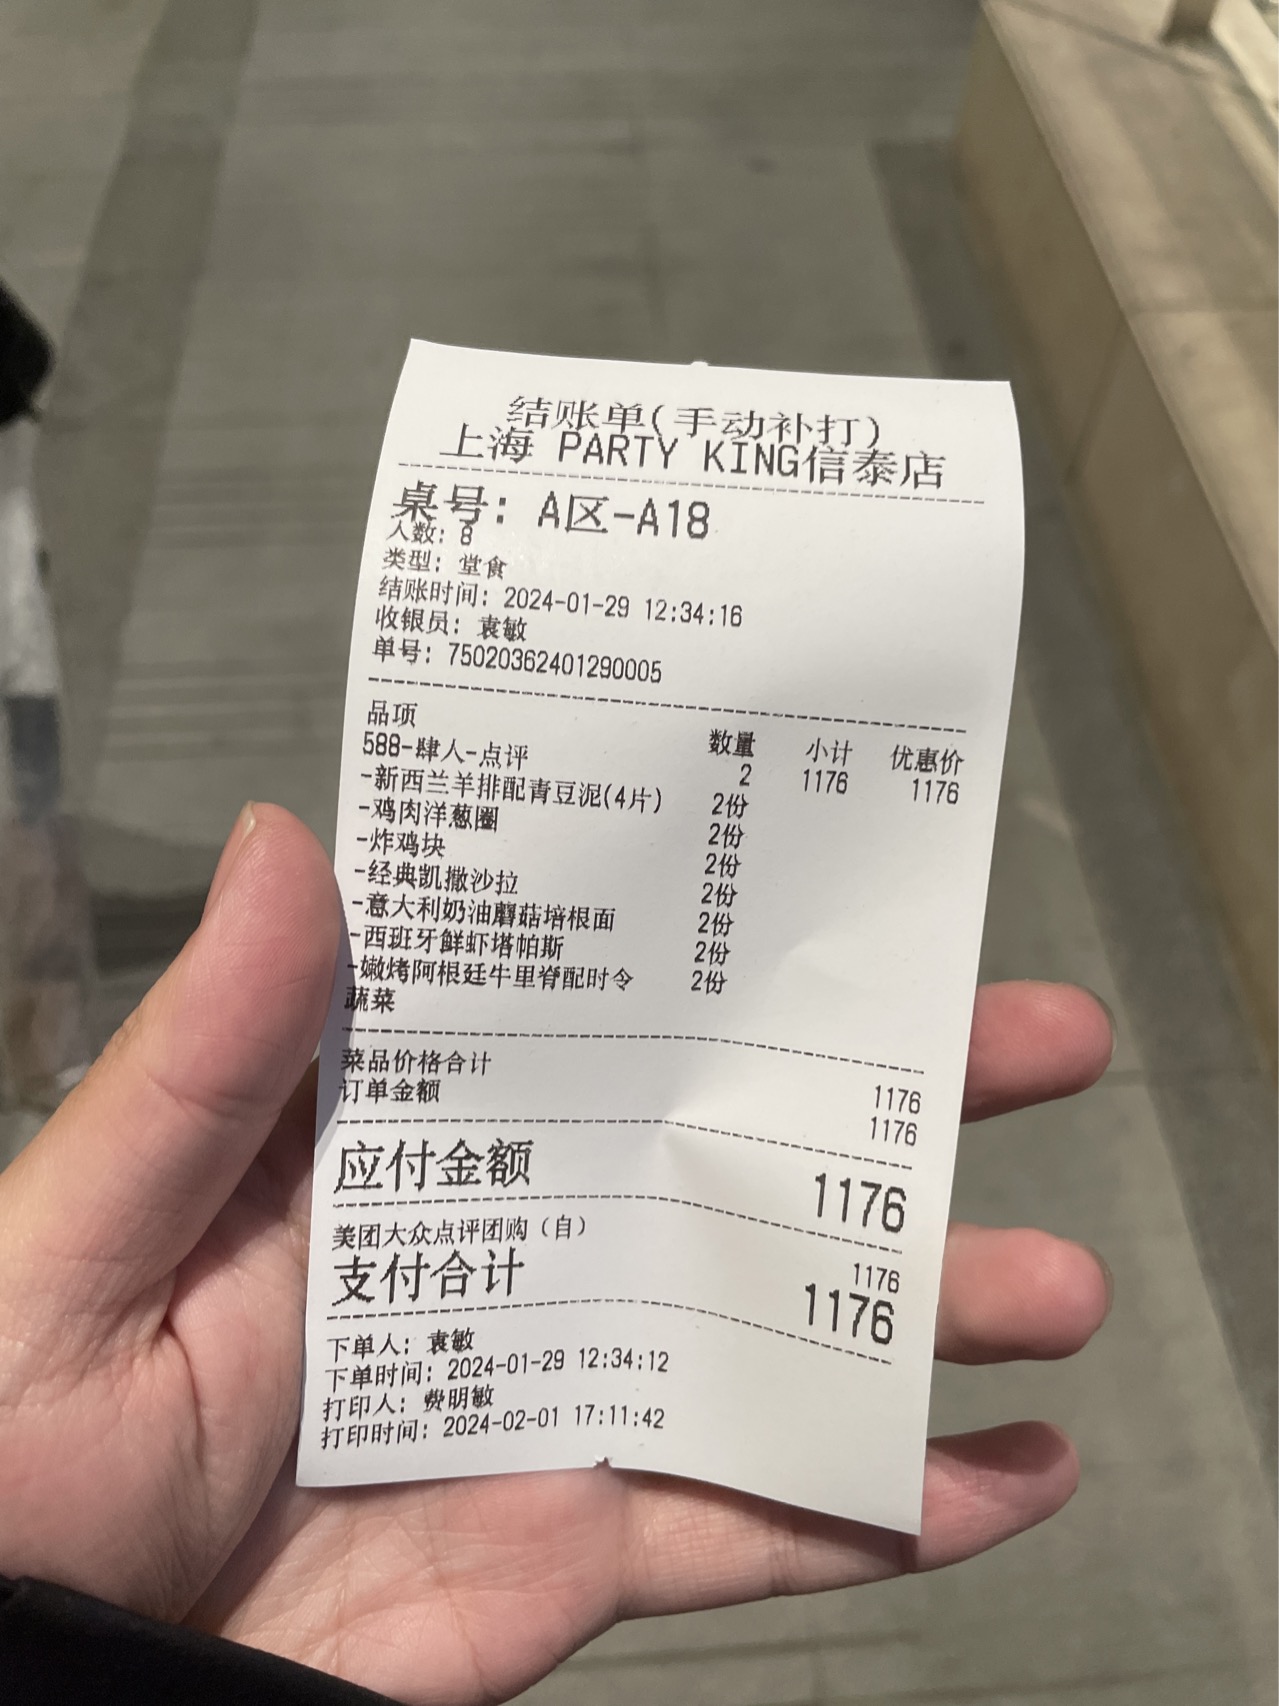 结账单(手动补打)
上海 PARTY KING信泰店
桌号: A区-A18
人数: 8
类型: 堂食
结账时间: 2024-01-29 12:34:16
收银员: 袁敏
单号: 75020362401290005
品项 数量 小计 优惠价
588-肆人-点评 2 1176 1176
-新西兰羊排配青豆泥(4片) 2份
-鸡肉洋葱圈 2份
-炸鸡块 2份
-经典凯撒沙拉 2份
-意大利奶油蘑菇培根面 2份
-西班牙鲜虾塔帕斯 2份
-嫩烤阿根廷牛里脊配时令 2份
蔬菜
菜品价格合计 1176
订单金额 1176
应付金额 1176
美团大众点评团购（自） 1176
支付合计 1176
下单人: 袁敏
下单时间: 2024-01-29 12:34:12
打印人: 费明敏
打印时间: 2024-02-01 17:11:42